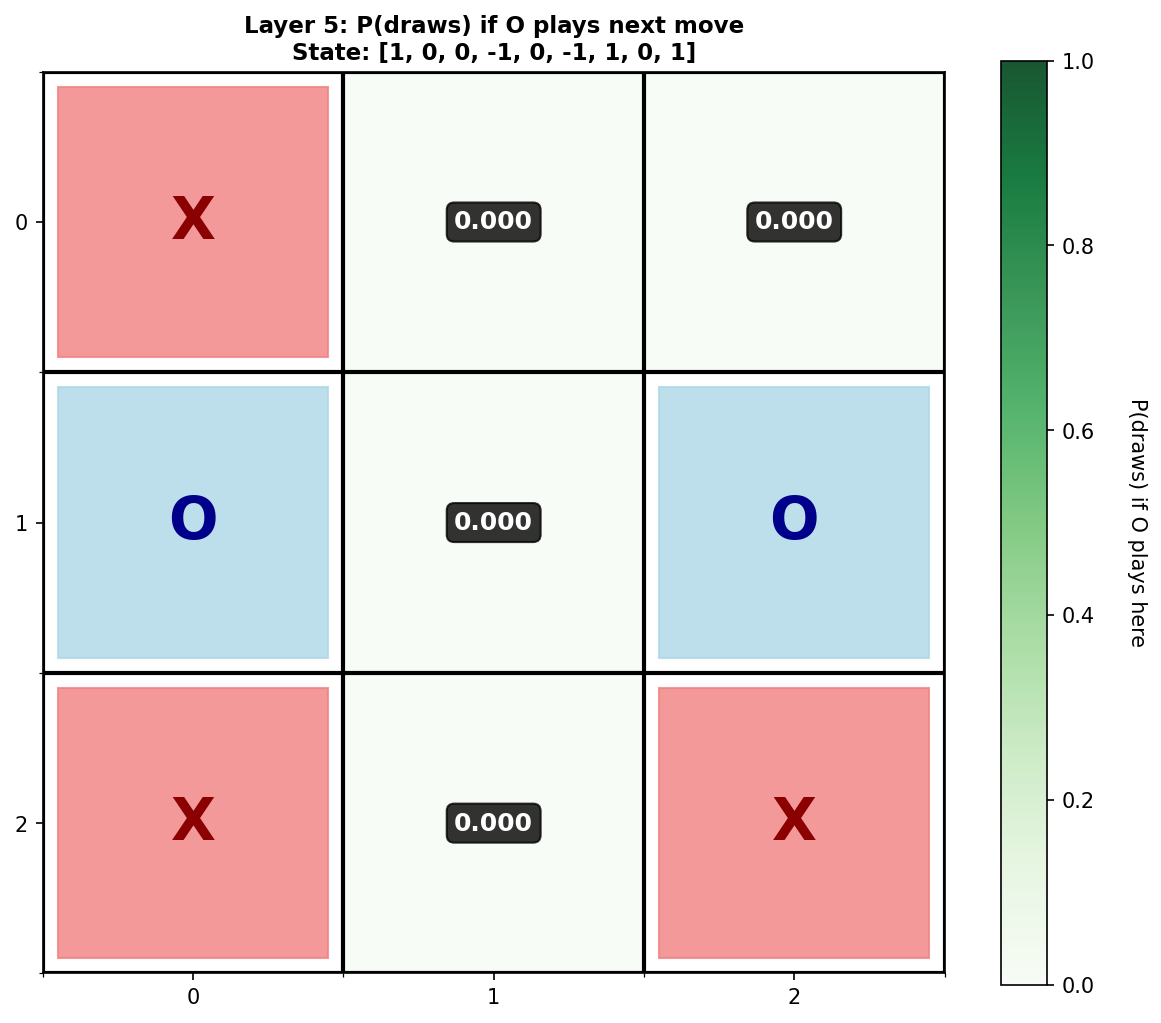 Layer 5: P(draws) if O plays next move
State: [1, 0, 0, -1, 0, -1, 1, 0, 1]
1.0
0.8
0.6
0.4
0.2
0.0
P(draws) if O plays here
0
X
0.000
0.000
1
O
0.000
O
2
X
0.000
X
0
1
2